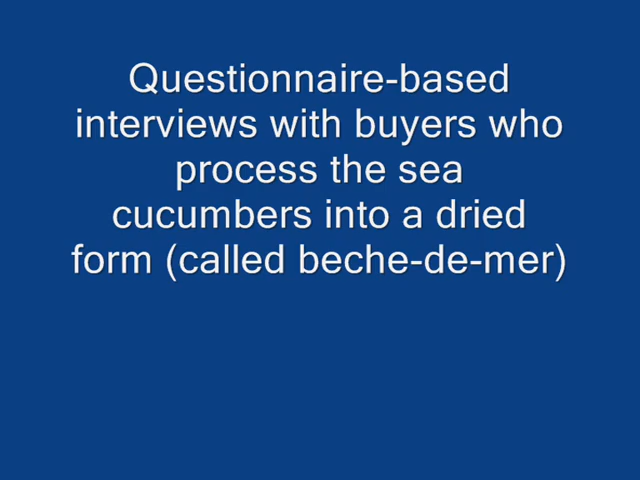 Questionnaire-based
interviews with buyers who
process the sea
cucumbers into a dried
form (called beche-de-mer)